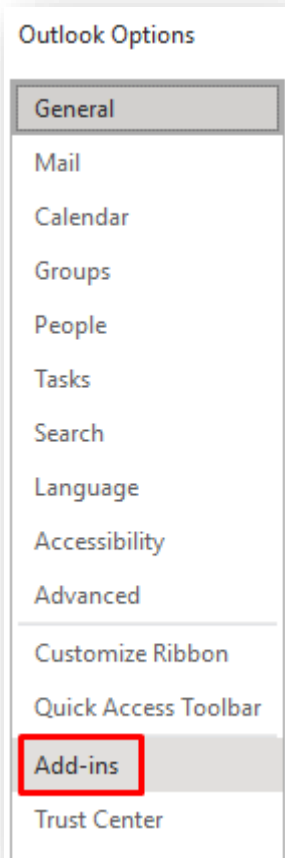 Outlook Options
General
Mail
Calendar
Groups
People
Tasks
Search
Language
Accessibility
Advanced
Customize Ribbon
Quick Access Toolbar
Add-ins
Trust Center